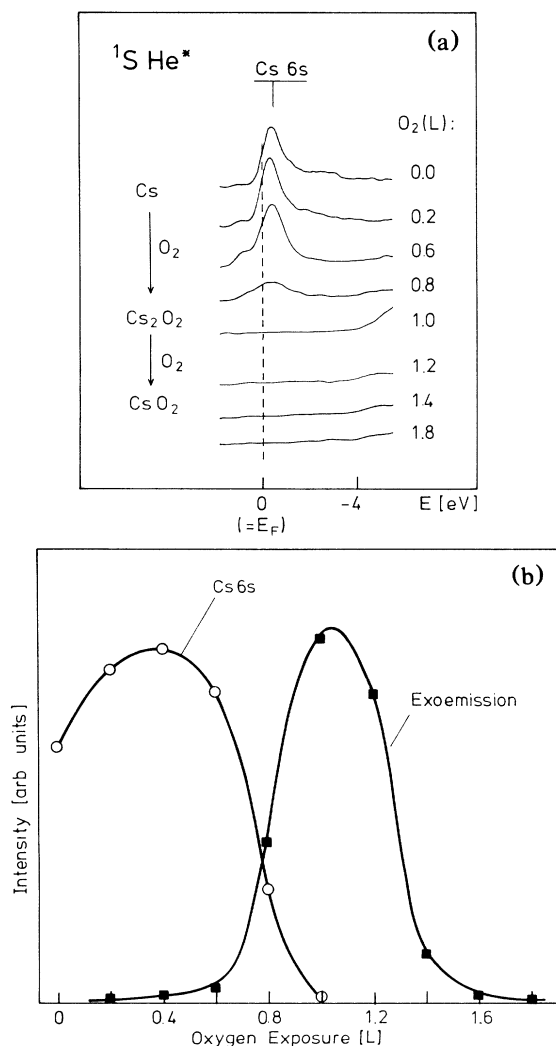 (a)
¹S He*
Cs 6s
O₂(L):
0.0
Cs
0.2
O₂
0.6
0.8
Cs₂O₂
1.0
O₂
1.2
CsO₂
1.4
1.8
0 -4 E [eV]
(=E_F)
(b)
Cs6s
Exoemission
Intensity [arb units]
0 0.4 0.8 1.2 1.6
Oxygen Exposure [L]